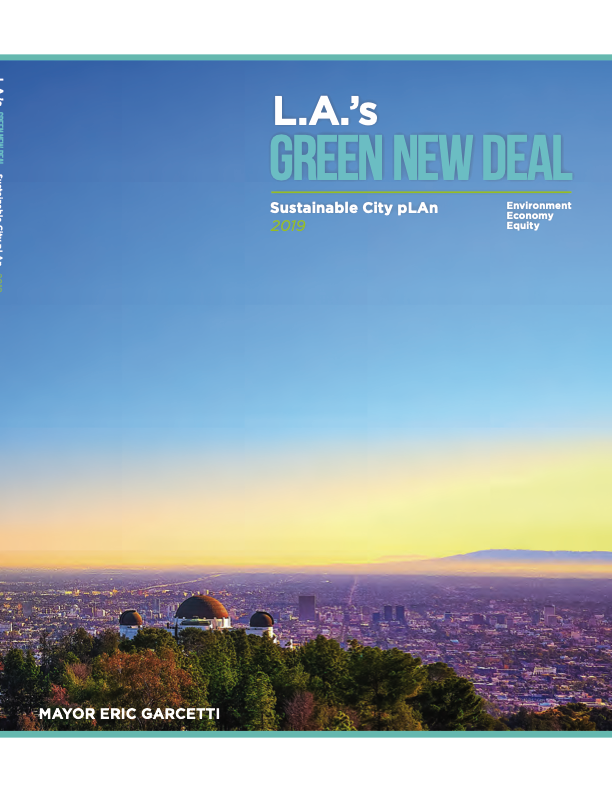 L.A.'s
GREEN NEW DEAL
Sustainable City pLAn
2019
Environment
Economy
Equity
MAYOR ERIC GARCETTI